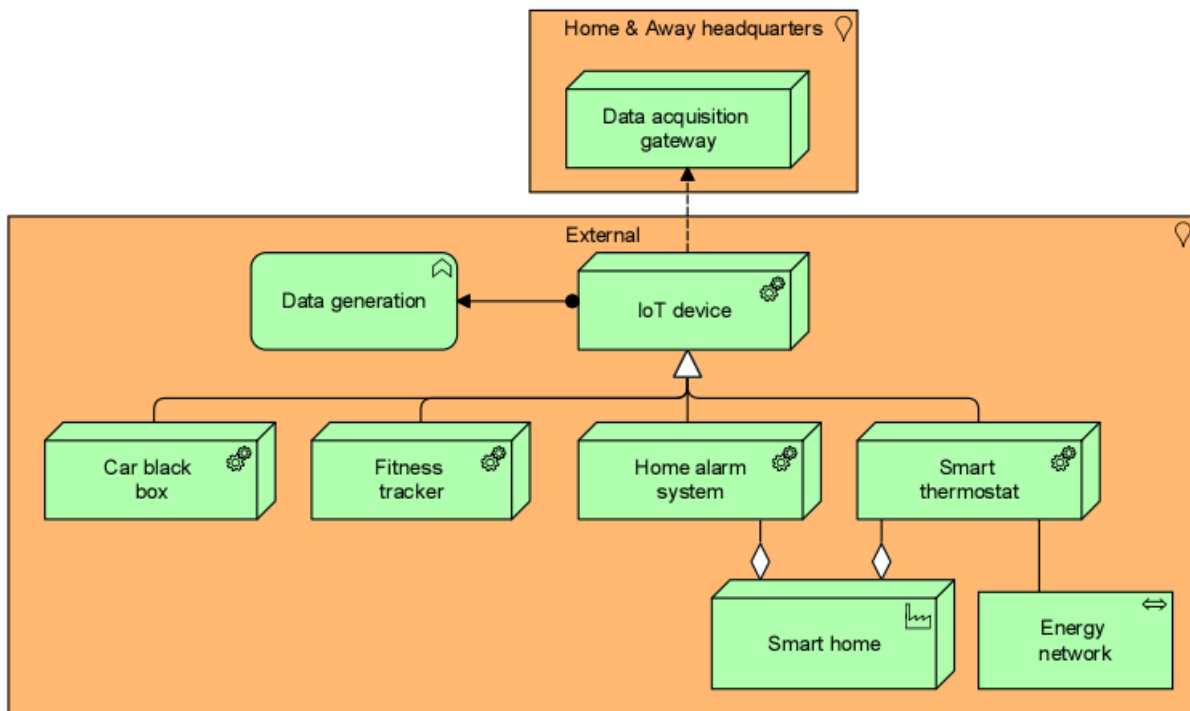 Home & Away headquarters
Data acquisition
gateway
External
Data generation
IoT device
Car black
box
Fitness
tracker
Home alarm
system
Smart
thermostat
Smart home
Energy
network